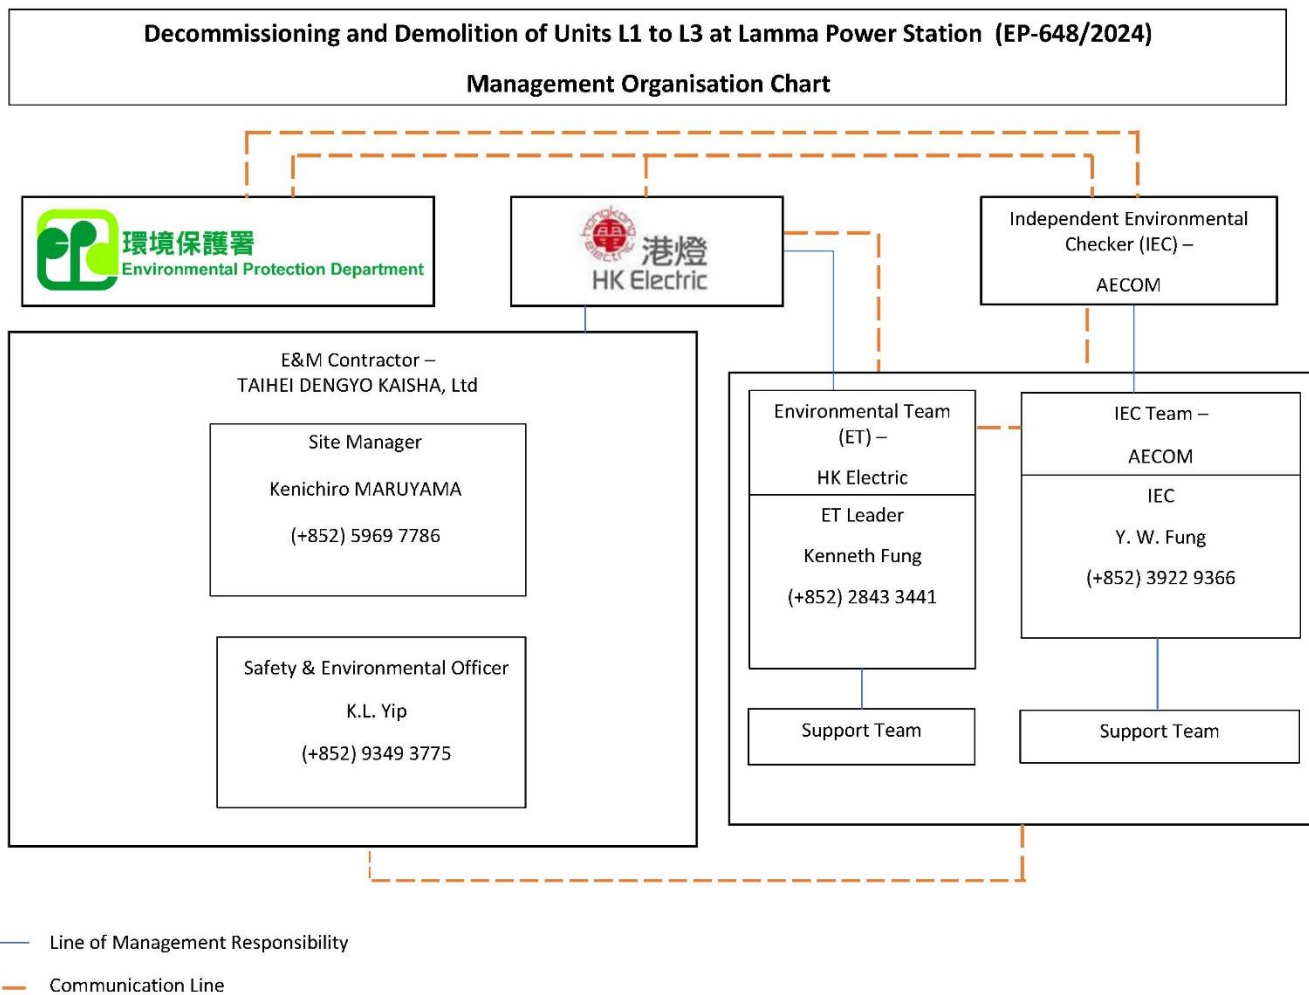 Decommissioning and Demolition of Units L1 to L3 at Lamma Power Station (EP-648/2024)
Management Organisation Chart
環境保護署
Environmental Protection Department
hongkong electric
港燈
HK Electric
Independent Environmental
Checker (IEC) –
AECOM
E&M Contractor –
TAIHEI DENGYO KAISHA, Ltd
Site Manager
Kenichiro MARUYAMA
(+852) 5969 7786
Safety & Environmental Officer
K.L. Yip
(+852) 9349 3775
Environmental Team
(ET) –
HK Electric
ET Leader
Kenneth Fung
(+852) 2843 3441
Support Team
IEC Team –
AECOM
IEC
Y. W. Fung
(+852) 3922 9366
Support Team
Line of Management Responsibility
Communication Line